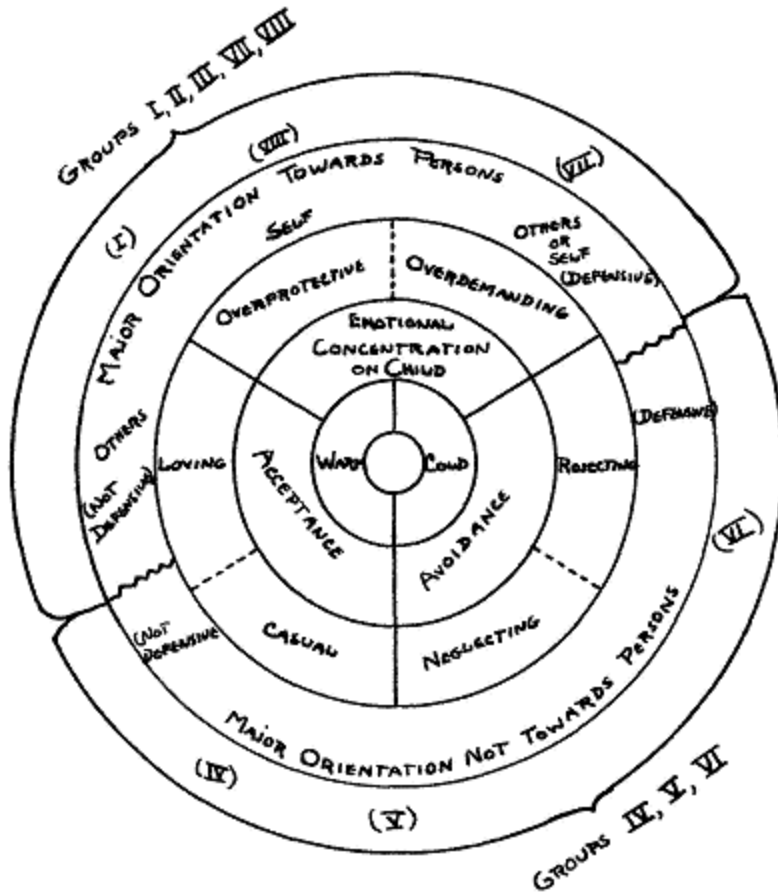 GROUPS I, II, III, VII, VIII
(VIII)
(VII)
(I)
MAJOR ORIENTATION TOWARDS PERSONS
SELF
OTHERS
OR
SELF
(DEFENSIVE)
OVERPROTECTIVE
OVERDEMANDING
EMOTIONAL
CONCENTRATION
ON CHILD
OTHERS
(NOT
DEFENSIVE)
LOVING
ACCEPTANCE
WARM
COLD
AVOIDANCE
REJECTING
(DEFENSIVE)
(VI)
(NOT
DEFENSIVE
CASUAL
NEGLECTING
MAJOR ORIENTATION NOT TOWARDS PERSONS
(IV)
(V)
GROUPS IV, V, VI